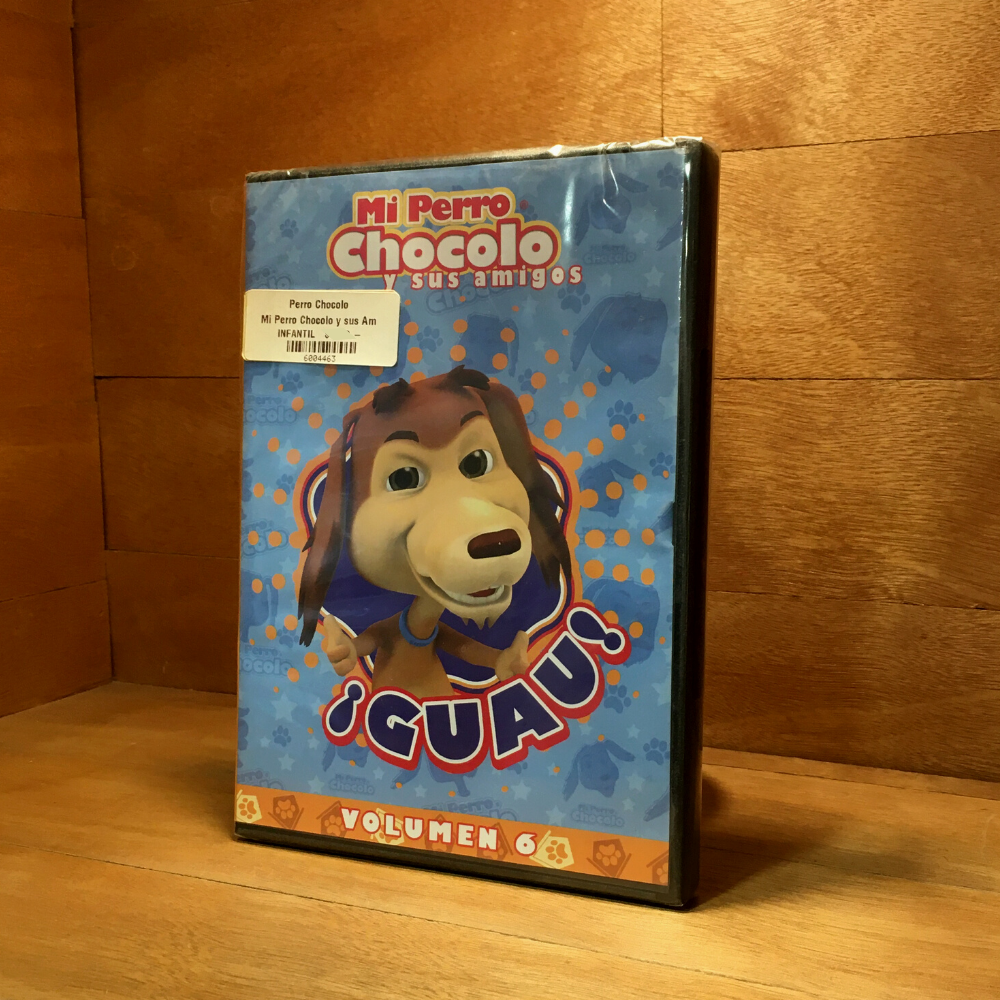 Mi Perro
Chocolo
y sus amigos
Perro Chocolo
Mi Perro Chocolo y sus Am
INFANTIL
6004463
¡GUAU!
VOLUMEN 6